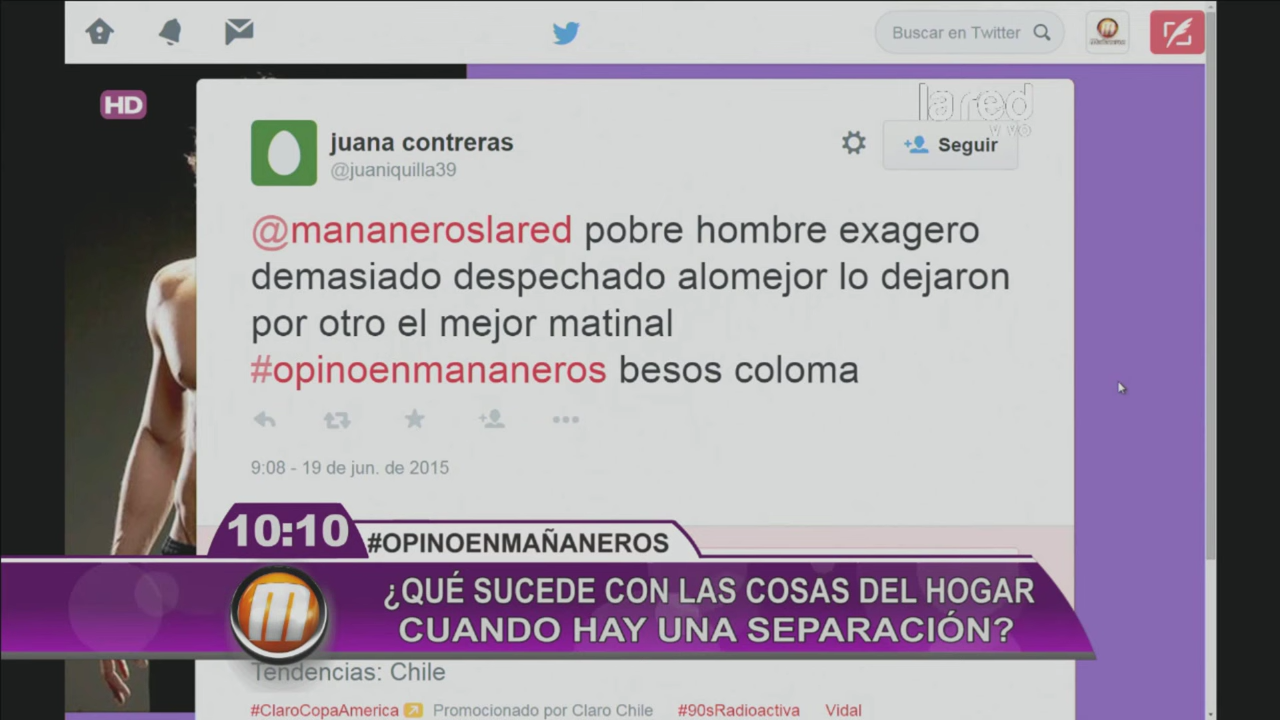 Buscar en Twitter
HD
lared
vivo
juana contreras
@juaniquilla39
Seguir
@mananeroslared pobre hombre exagero
demasiado despechado alomejor lo dejaron
por otro el mejor matinal
#opinoenmananeros besos coloma
9:08 - 19 de jun. de 2015
10:10
#OPINOENMAÑANEROS
¿QUÉ SUCEDE CON LAS COSAS DEL HOGAR
CUANDO HAY UNA SEPARACIÓN?
Tendencias: Chile
#ClaroCopaAmerica Promocionado por Claro Chile #90sRadioactiva Vidal